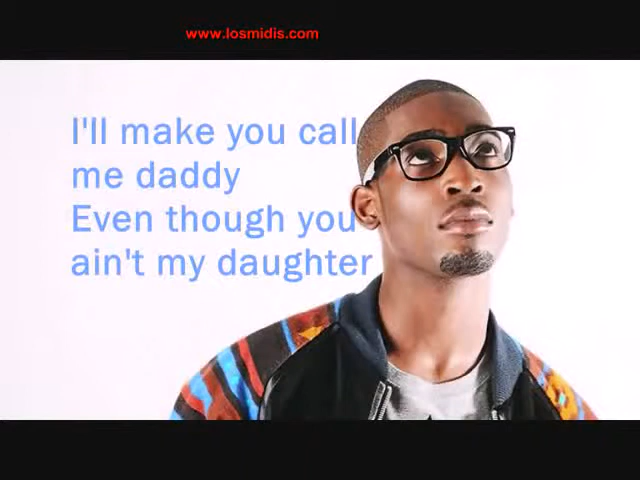 www.losmidis.com
I'll make you call
me daddy
Even though you
ain't my daughter